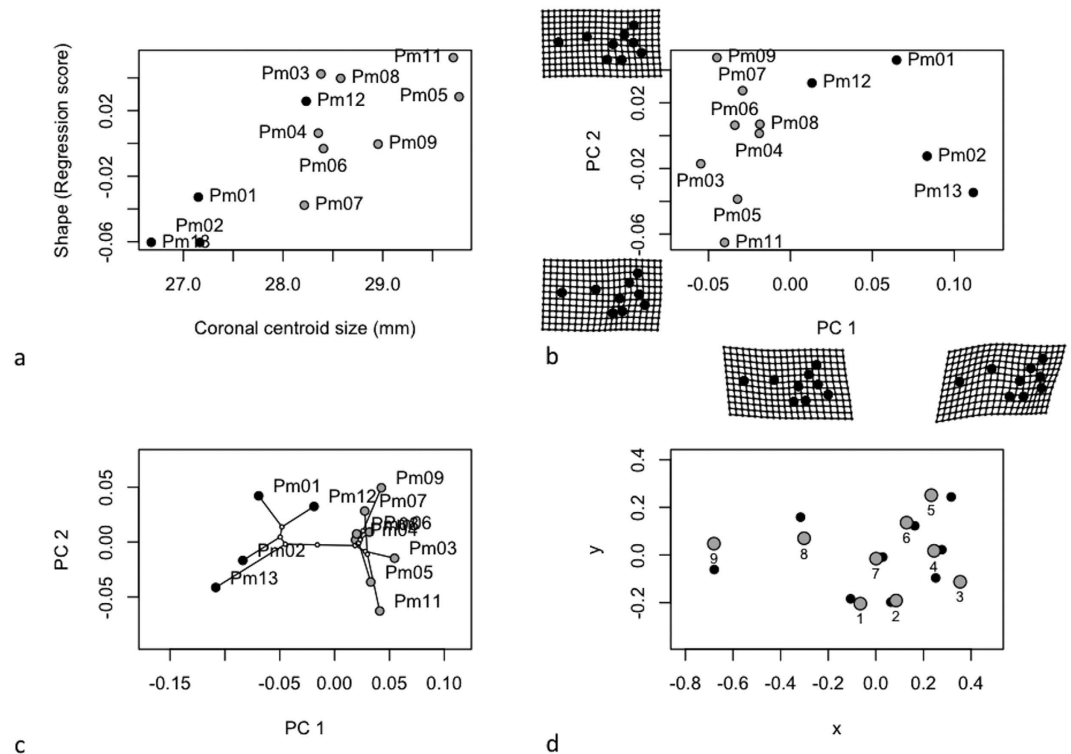 Shape (Regression score)
0.02
-0.02
-0.06
Pm11
Pm03
Pm08
Pm05
Pm12
Pm04
Pm09
Pm06
Pm01
Pm07
Pm02
Pm13
27.0 28.0 29.0
Coronal centroid size (mm)
a
PC 2
0.02
-0.02
-0.06
Pm09
Pm01
Pm07
Pm12
Pm06
Pm08
Pm04
Pm02
Pm03
Pm13
Pm05
Pm11
-0.05 0.00 0.05 0.10
PC 1
b
PC 2
0.05
0.00
-0.05
Pm09
Pm01
Pm12
Pm07
Pm06
Pm04
Pm02
Pm03
Pm13
Pm05
Pm11
-0.15 -0.05 0.00 0.05 0.10
PC 1
c
y
0.4
0.2
0.0
-0.2
5
6
9
8
7
4
3
1
2
-0.8 -0.6 -0.4 -0.2 0.0 0.2 0.4
x
d